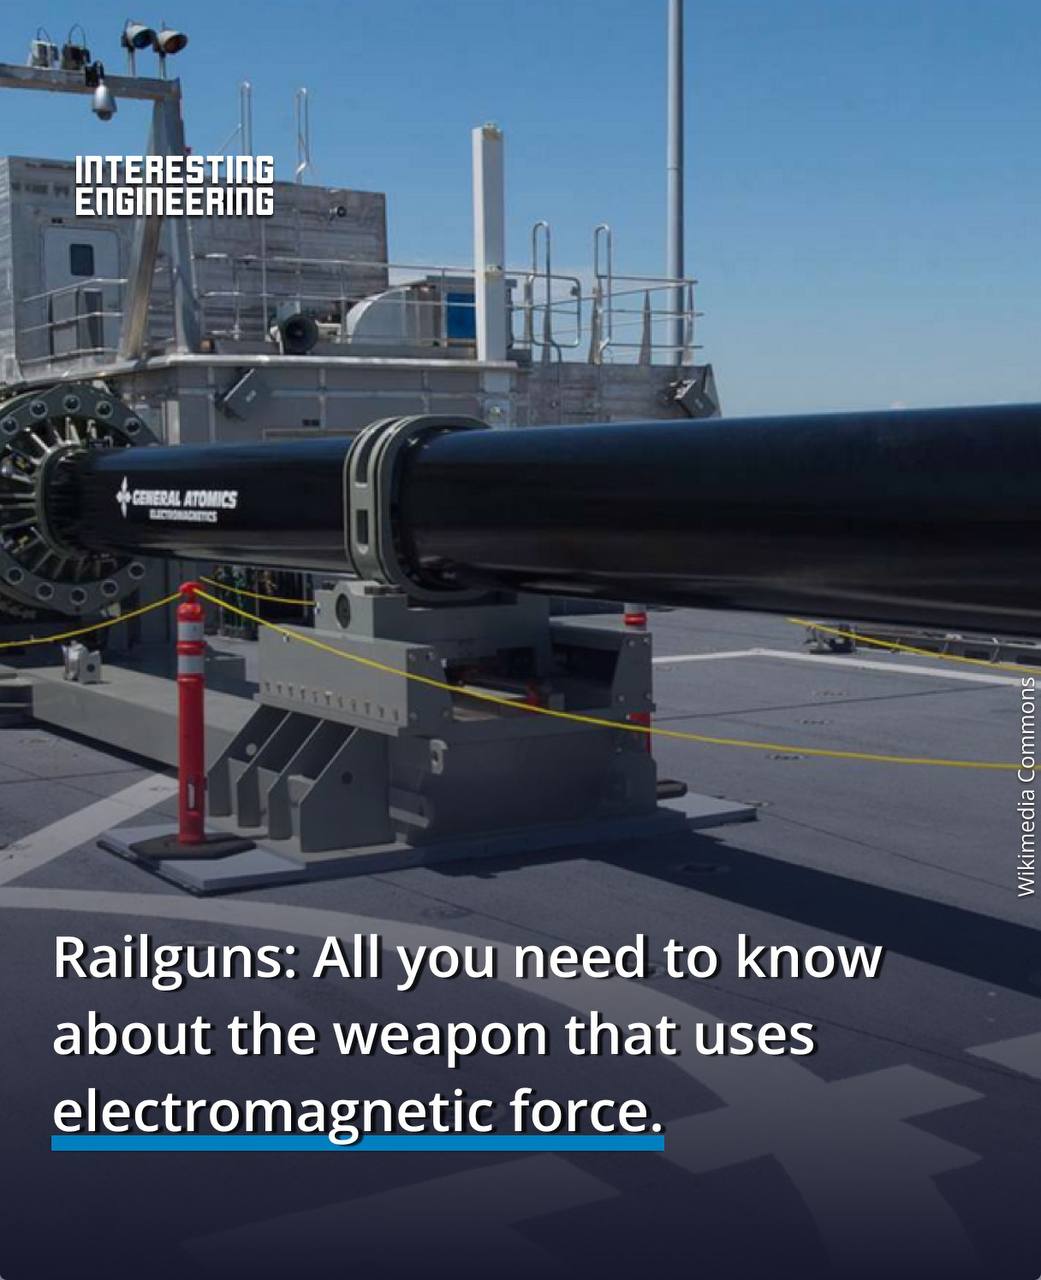 INTERESTING
ENGINEERING
GENERAL ATOMICS
ELECTROMAGNETICS
Wikimedia Commons
Railguns: All you need to know
about the weapon that uses
electromagnetic force.